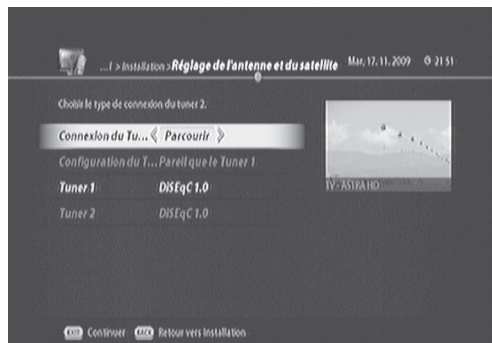 ...l > Installation > Réglage de l'antenne et du satellite Mar, 17. 11. 2009 21 51
Choisir le type de connexion du tuner 2.
Connexion du Tu... Parcourir
Configuration du T... Pareil que le Tuner 1
Tuner 1 DiSEqC 1.0
Tuner 2 DiSEqC 1.0
TV - ASTRA HD
EXIT Continuer BACK Retour vers Installation